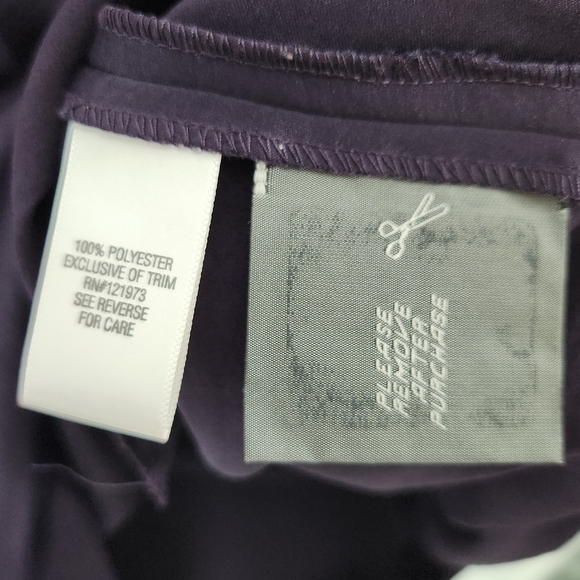 100% POLYESTER
EXCLUSIVE OF TRIM
RN#121973
SEE REVERSE
FOR CARE
PLEASE
REMOVE
AFTER
PURCHASE